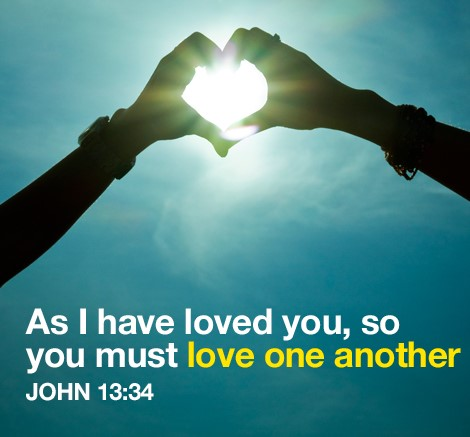 As I have loved you, so
you must love one another
JOHN 13:34